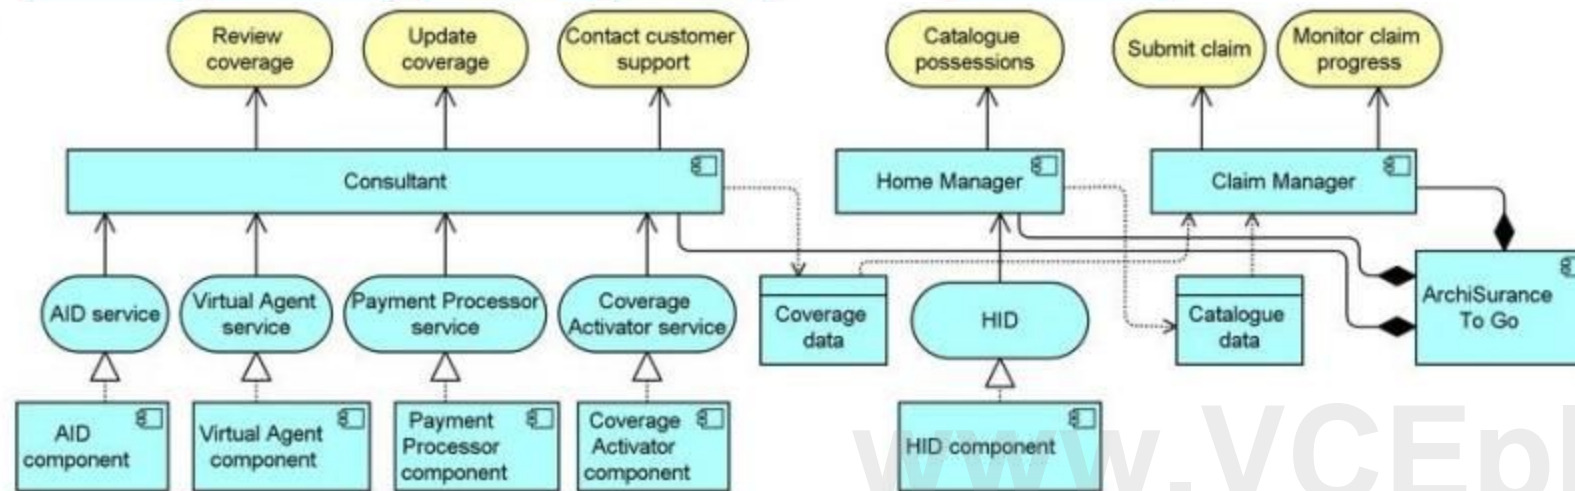 Review
coverage
Update
coverage
Contact customer
support
Catalogue
possessions
Submit claim
Monitor claim
progress
Consultant
Home Manager
Claim Manager
AID service
Virtual Agent
service
Payment Processor
service
Coverage
Activator service
Coverage
data
HID
Catalogue
data
ArchiSurance
To Go
AID
component
Virtual Agent
component
Payment
Processor
component
Coverage
Activator
component
HID component
www.VCEpl